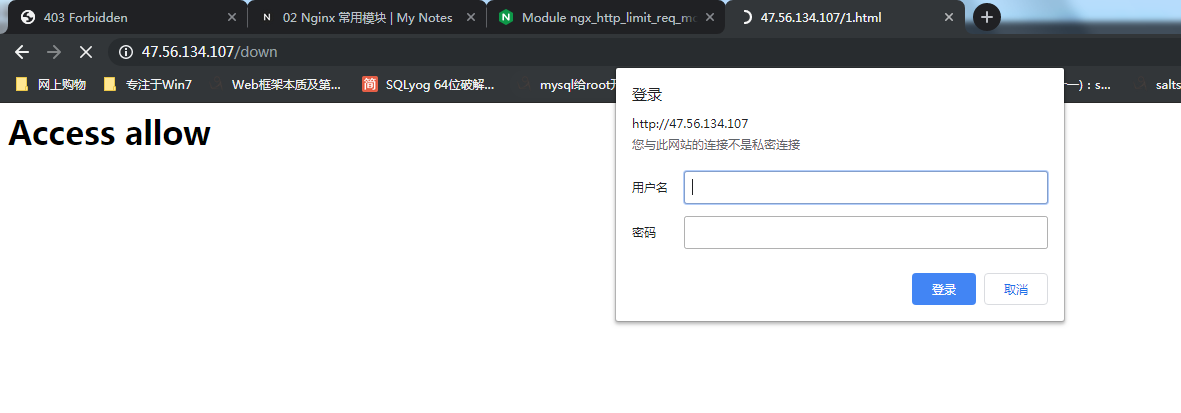 403 Forbidden
02 Nginx 常用模块 | My Notes
Module ngx_http_limit_req_mo
47.56.134.107/1.html
47.56.134.107/down
网上购物
专注于Win7
Web框架本质及第...
简 SQLyog 64位破解...
mysql给root开
一)：s...
salts
Access allow
登录
http://47.56.134.107
您与此网站的连接不是私密连接
用户名
密码
登录
取消